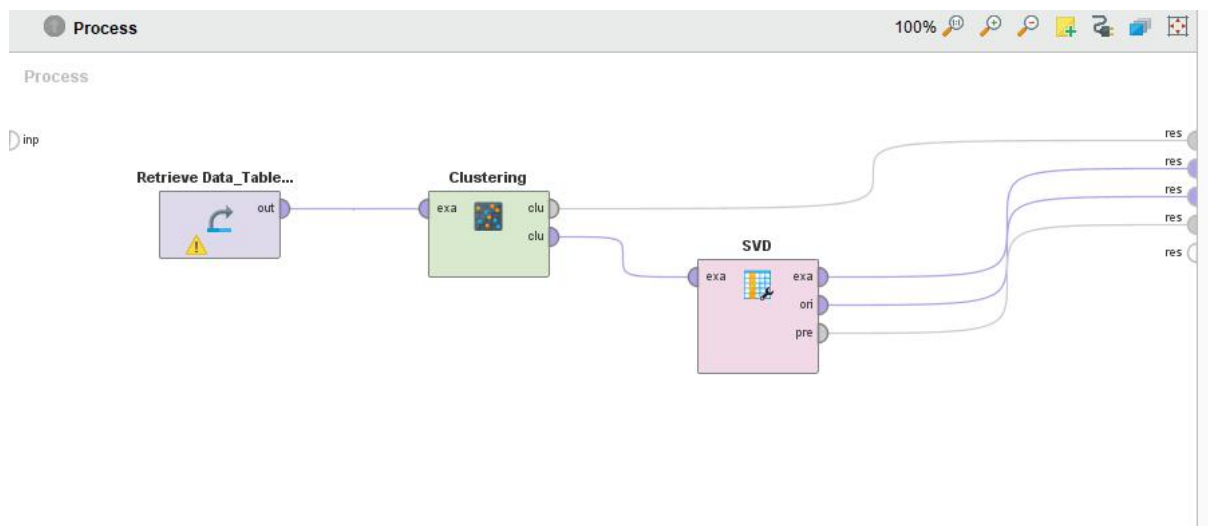 Process
100%
Process
inp
Retrieve Data_Table...
out
Clustering
exa
clu
clu
SVD
exa
exa
ori
pre
res
res
res
res
res